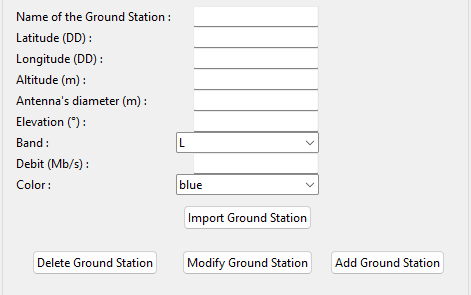 Name of the Ground Station :
Latitude (DD) :
Longitude (DD) :
Altitude (m) :
Antenna's diameter (m) :
Elevation (°) :
Band : L
Debit (Mb/s) :
Color : blue
Import Ground Station
Delete Ground Station Modify Ground Station Add Ground Station